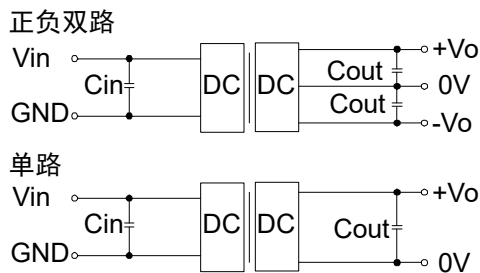 正负双路
Vin
Cin
GND
DC DC
Cout
Cout
+Vo
0V
-Vo
单路
Vin
Cin
GND
DC DC
Cout
+Vo
0V